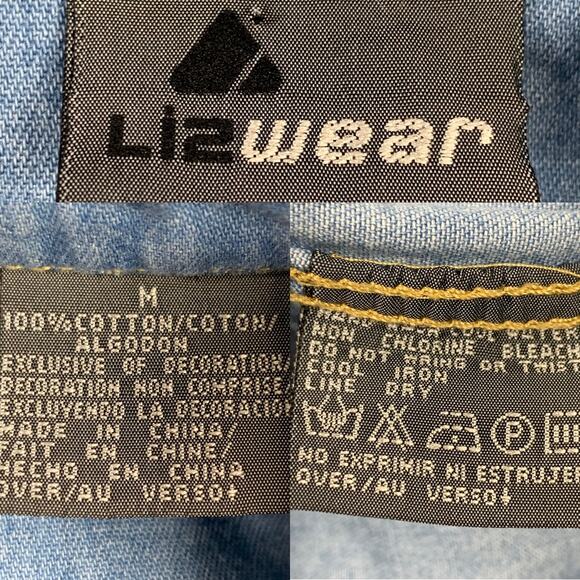 Lizwear
M
100% COTTON/COTON/
ALGODON
EXCLUSIVE OF DECORATION
DECORATION NON COMPRISE
EXCLUYENDO LA DECORACION
MADE IN CHINA/
FAIT EN CHINE/
HECHO EN CHINA
OVER/AU VERSO↓
NON CHLORINE BLEACH
DO NOT WRING OR TWIST
COOL IRON
LINE DRY
P
NO EXPRIMIR NI ESTRUJE
OVER/AU VERSO↓